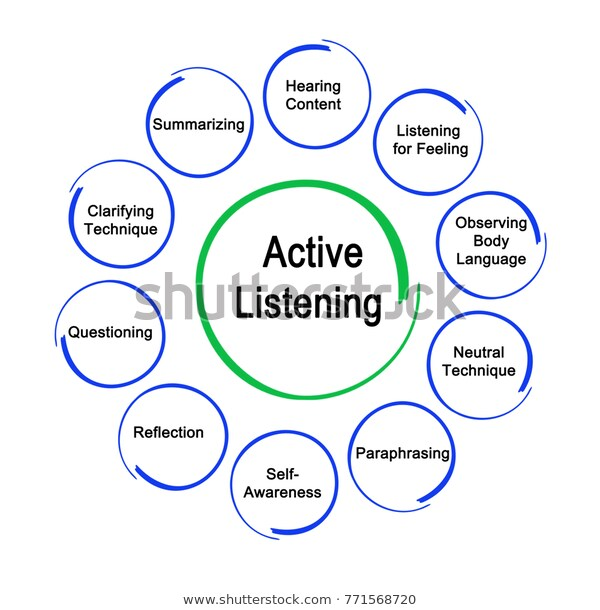 Hearing
Content
Listening
for Feeling
Observing
Body
Language
Neutral
Technique
Paraphrasing
Self-
Awareness
Reflection
Questioning
Clarifying
Technique
Summarizing
Active
Listening
shutterstock
www.shutterstock.com · 771568720